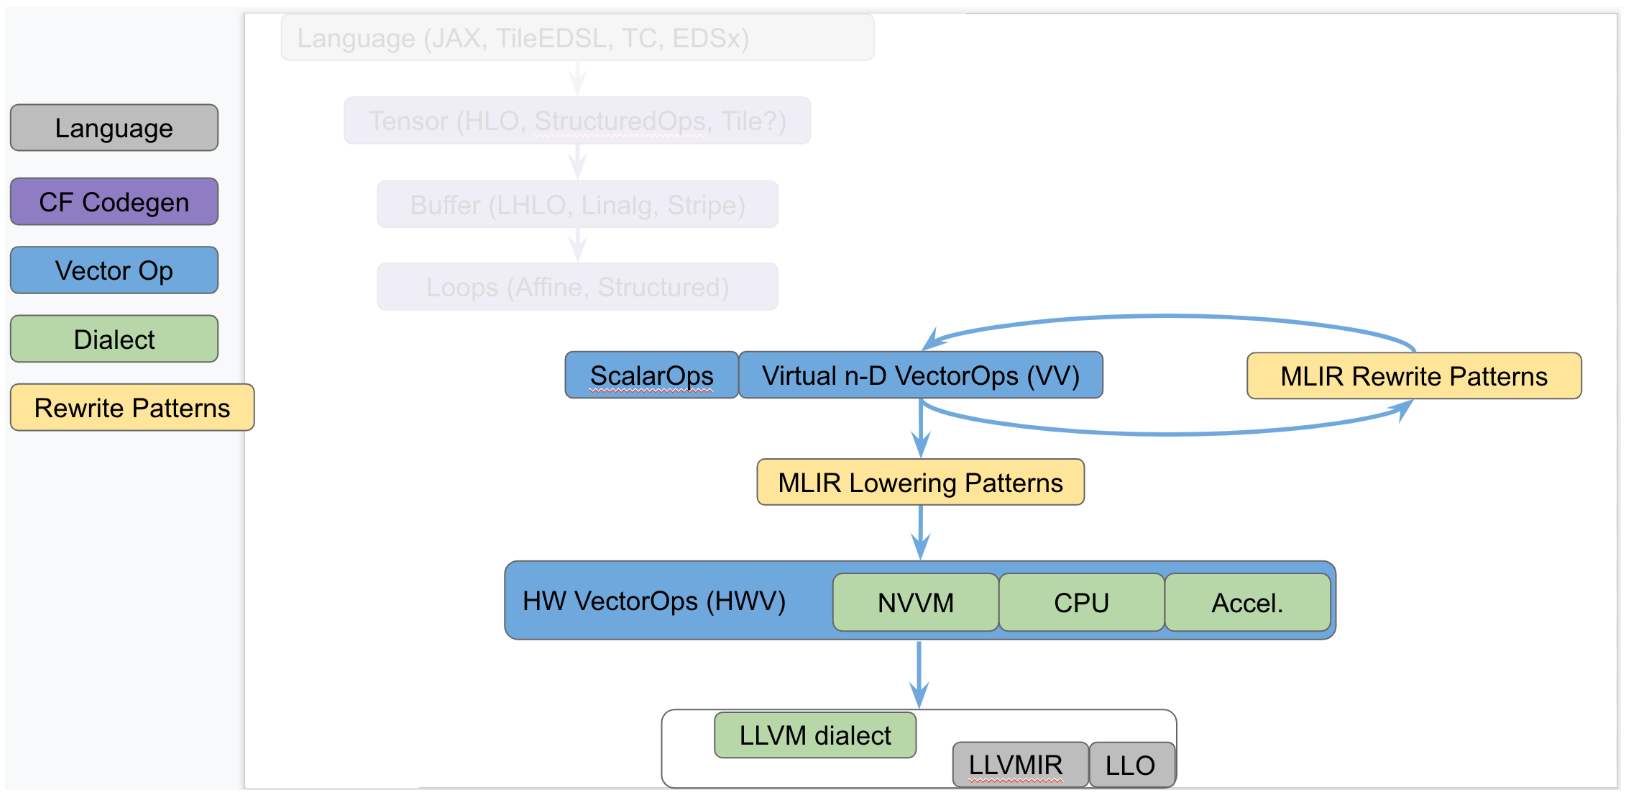 Language (JAX, TileEDSL, TC, EDSx)
Tensor (HLO, StructuredOps, Tile?)
Buffer (LHLO, Linalg, Stripe)
Loops (Affine, Structured)
Language
CF Codegen
Vector Op
Dialect
Rewrite Patterns
ScalarOps
Virtual n-D VectorOps (VV)
MLIR Rewrite Patterns
MLIR Lowering Patterns
HW VectorOps (HWV)
NVVM
CPU
Accel.
LLVM dialect
LLVMIR
LLO